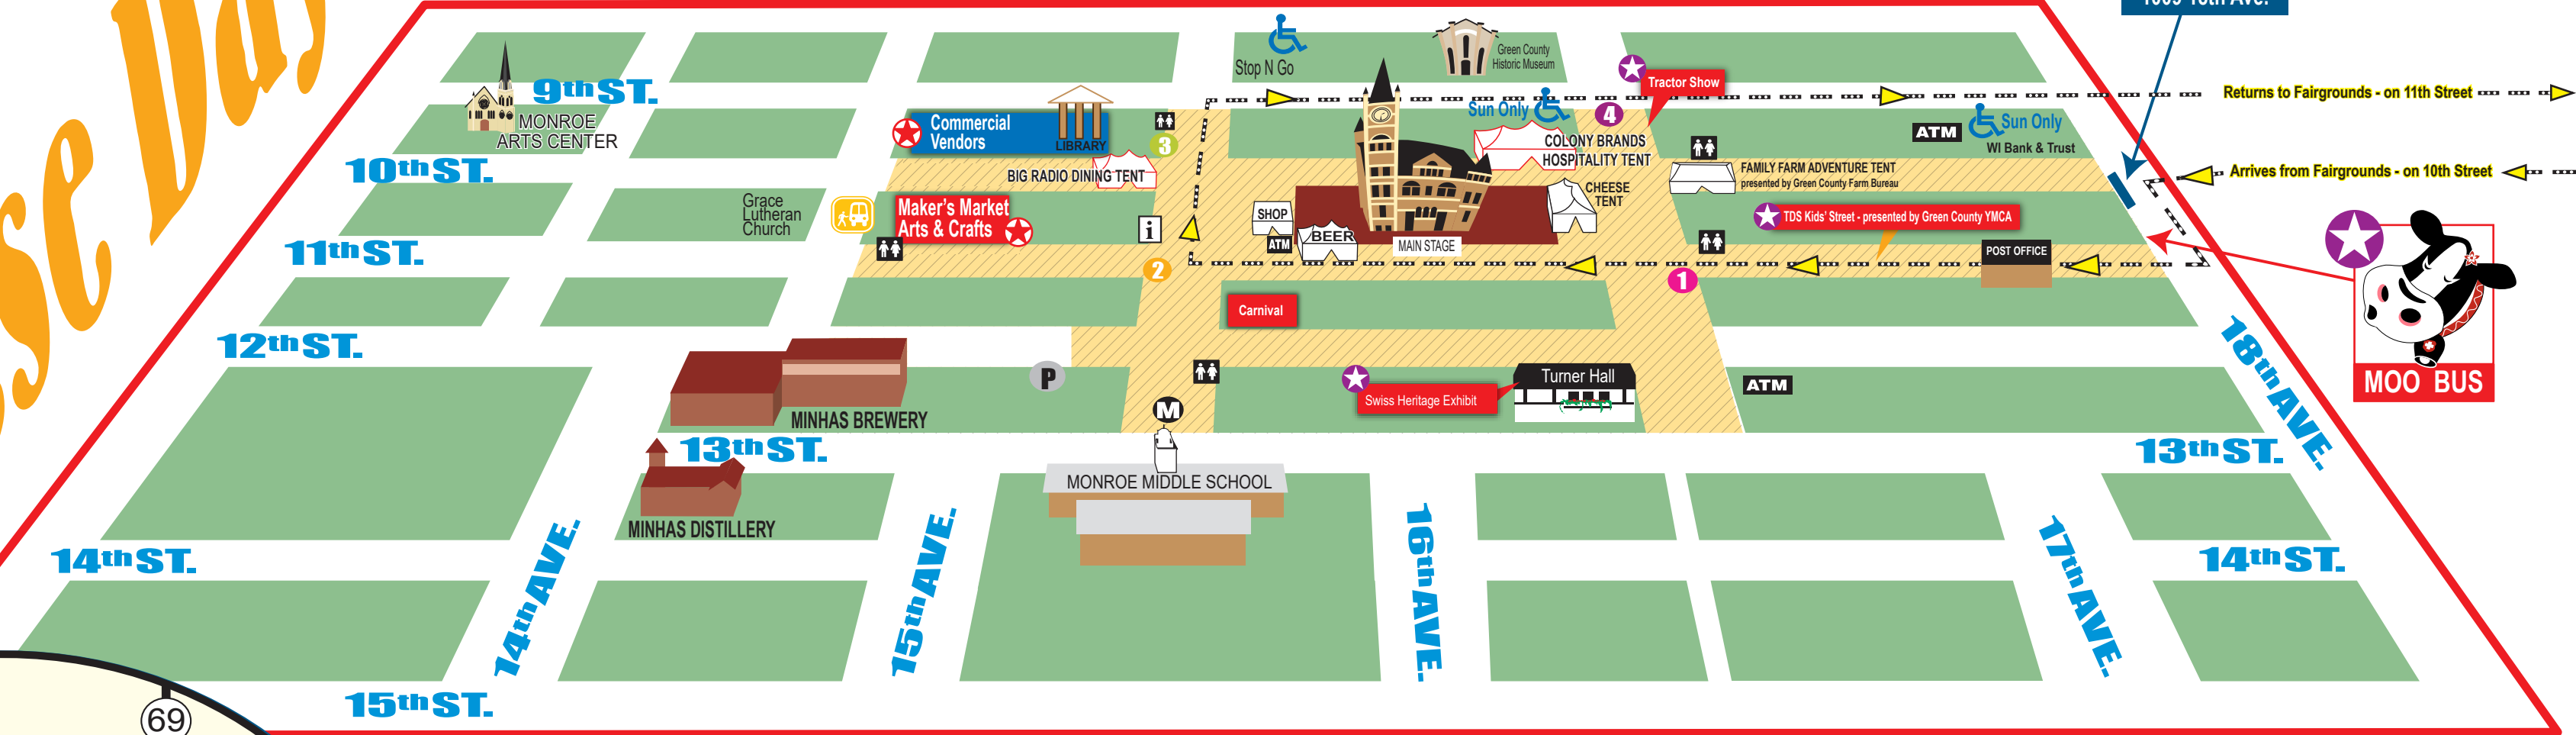 9th ST.
10th ST.
11th ST.
12th ST.
14th ST.
15th ST.
69
MONROE
ARTS CENTER
Commercial
Vendors
LIBRARY
3
BIG RADIO DINING TENT
Grace
Lutheran
Church
Maker's Market
Arts & Crafts
i
2
Stop N Go
Green County
Historic Museum
Tractor Show
Sun Only
4
COLONY BRANDS
HOSPITALITY TENT
CHEESE
TENT
SHOP
ATM
BEER
MAIN STAGE
FAMILY FARM ADVENTURE TENT
presented by Green County Farm Bureau
ATM
Sun Only
WI Bank & Trust
TDS Kids' Street - presented by Green County YMCA
POST OFFICE
1
Returns to Fairgrounds - on 11th Street
Arrives from Fairgrounds - on 10th Street
MOO BUS
Carnival
P
M
Swiss Heritage Exhibit
Turner Hall
ATM
MINHAS BREWERY
13th ST.
MINHAS DISTILLERY
MONROE MIDDLE SCHOOL
14th AVE.
15th AVE.
16th AVE.
17th AVE.
18th AVE.
13th ST.
14th ST.